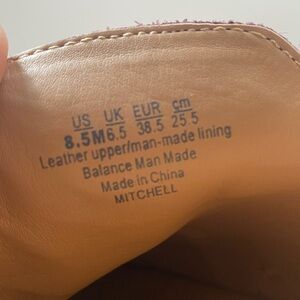 US UK EUR cm
8.5M 6.5 38.5 25.5
Leather upper/man-made lining
Balance Man Made
Made in China
MITCHELL